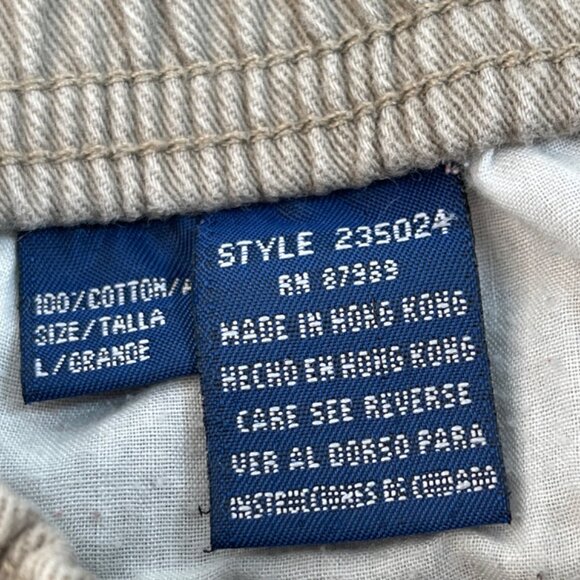 100%COTTON/A
SIZE/TALLA
L/GRANDE
STYLE 235024
RN 87989
MADE IN HONG KONG
HECHO EN HONG KONG
CARE SEE REVERSE
VER AL DORSO PARA
INSTRUCCIONES DE CUIDADO